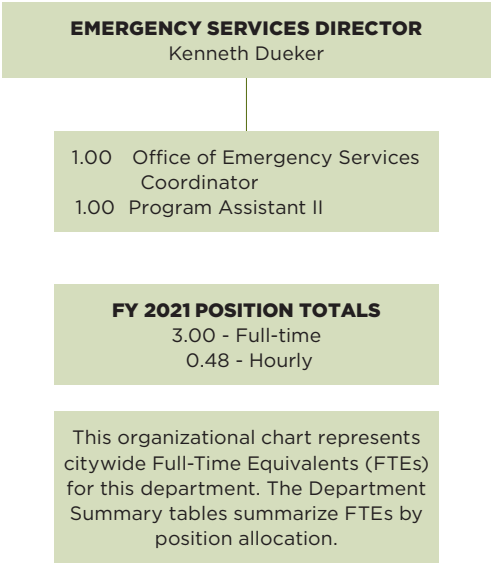 EMERGENCY SERVICES DIRECTOR
Kenneth Dueker
1.00 Office of Emergency Services
Coordinator
1.00 Program Assistant II
FY 2021 POSITION TOTALS
3.00 - Full-time
0.48 - Hourly
This organizational chart represents
citywide Full-Time Equivalents (FTEs)
for this department. The Department
Summary tables summarize FTEs by
position allocation.